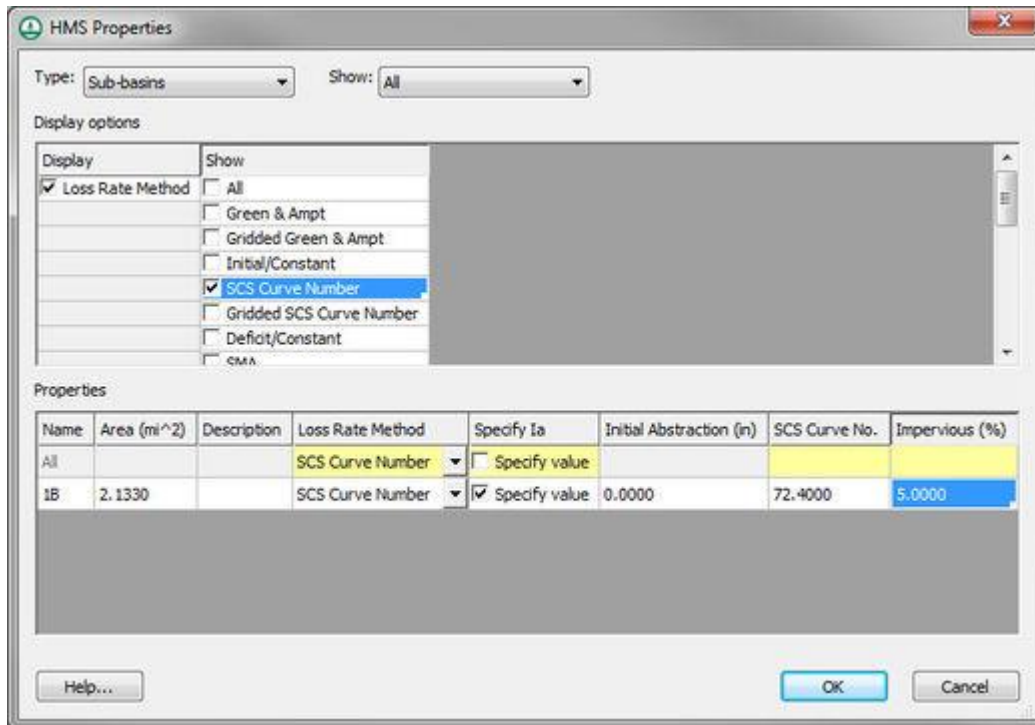 HMS Properties
Type: Sub-basins Show: All
Display options
Display Show
Loss Rate Method All
Green & Ampt
Gridded Green & Ampt
Initial/Constant
SCS Curve Number
Gridded SCS Curve Number
Deficit/Constant
SMA
Properties
Name Area (mi^2) Description Loss Rate Method Specify Ia Initial Abstraction (in) SCS Curve No. Impervious (%)
All SCS Curve Number Specify value
1B 2.1330 SCS Curve Number Specify value 0.0000 72.4000 5.0000
Help... OK Cancel